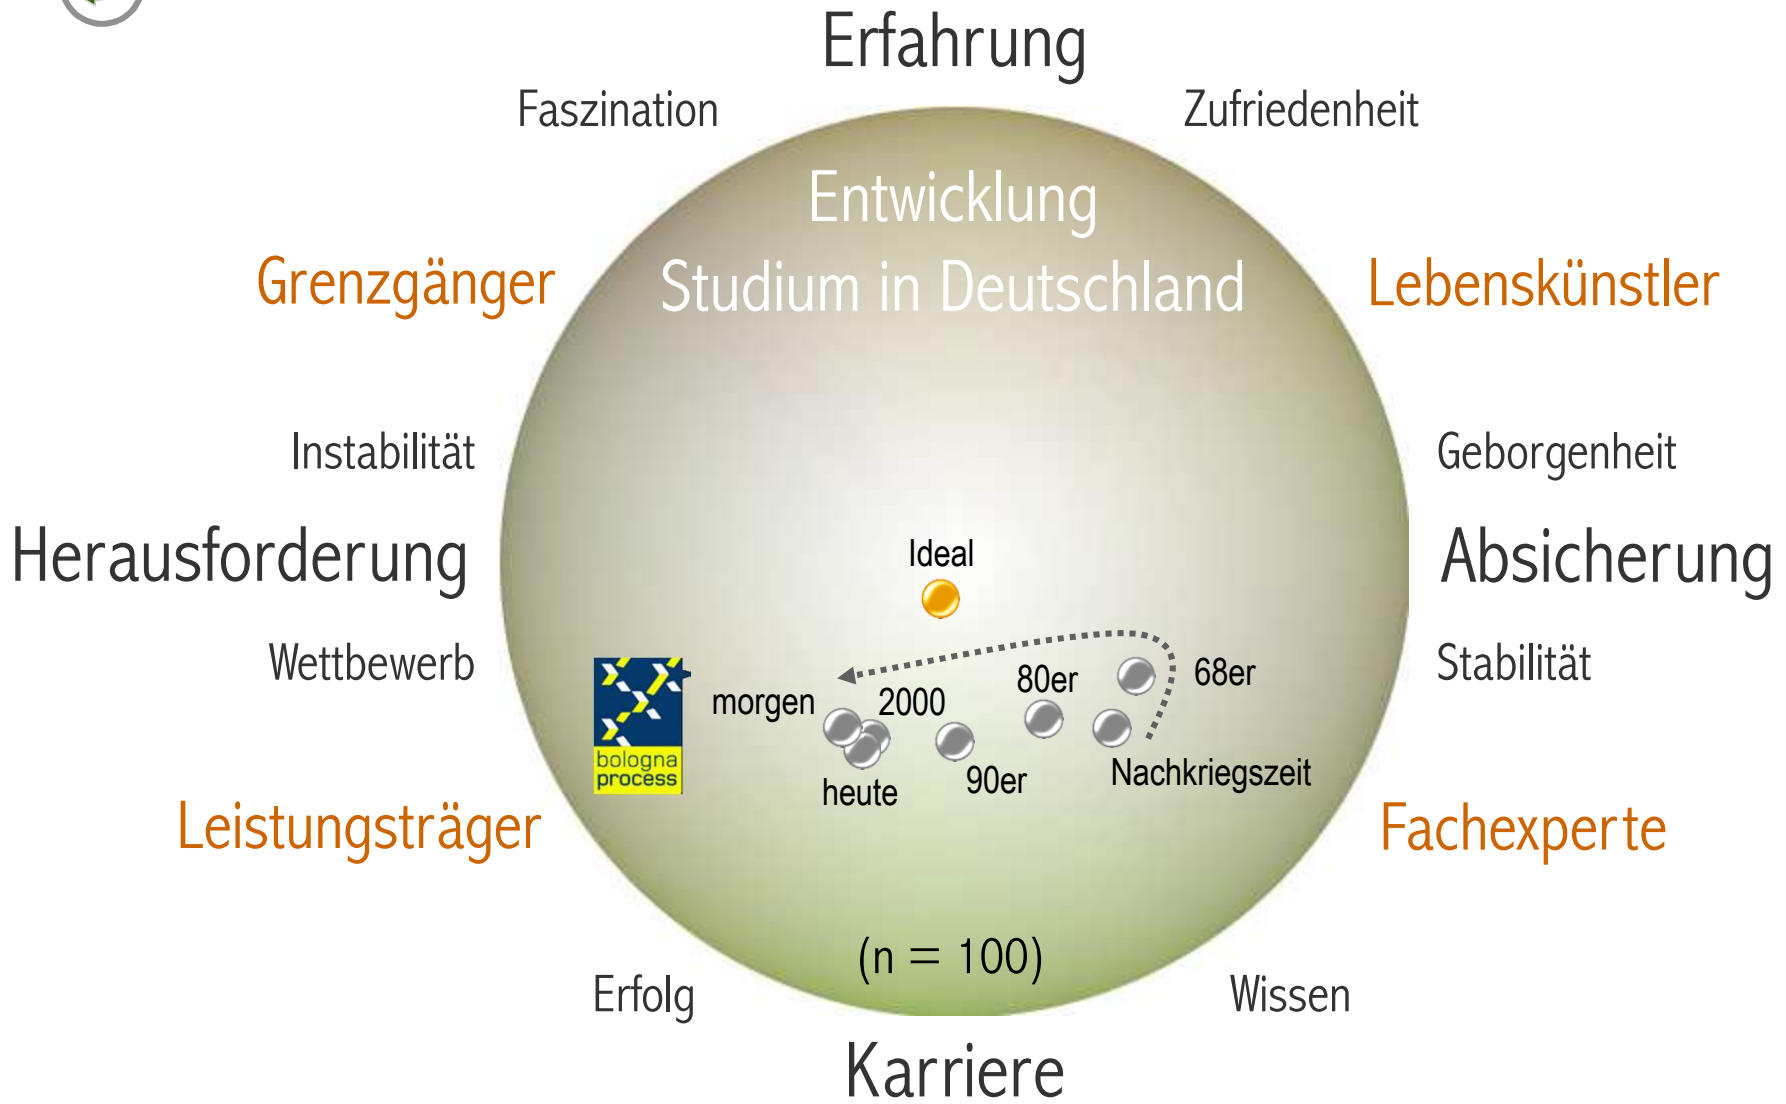 Erfahrung
Faszination
Zufriedenheit
Entwicklung
Studium in Deutschland
Grenzgänger
Lebenskünstler
Instabilität
Geborgenheit
Herausforderung
Absicherung
Ideal
Wettbewerb
Stabilität
morgen
2000
80er
68er
bologna
process
heute
90er
Nachkriegszeit
Leistungsträger
Fachexperte
(n = 100)
Erfolg
Wissen
Karriere